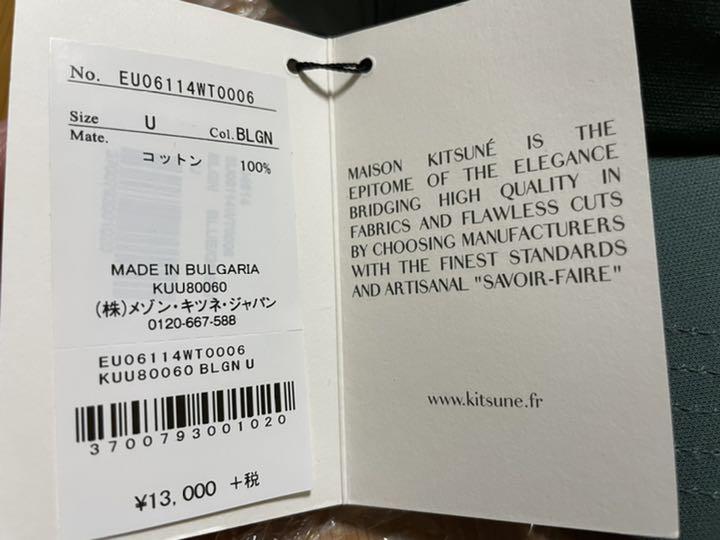 No. EU06114WT0006
Size U Col. BLGN
Mate.
コットン 100%
MADE IN BULGARIA
KUU80060
(株)メゾン・キツネ・ジャパン
0120-667-588
EU06114WT0006
KUU80060 BLGN U
3700793001020
¥13,000 +税
MAISON KITSUNÉ IS THE
EPITOME OF THE ELEGANCE
BRIDGING HIGH QUALITY IN
FABRICS AND FLAWLESS CUTS
BY CHOOSING MANUFACTURERS
WITH THE FINEST STANDARDS
AND ARTISANAL "SAVOIR-FAIRE"
www.kitsune.fr